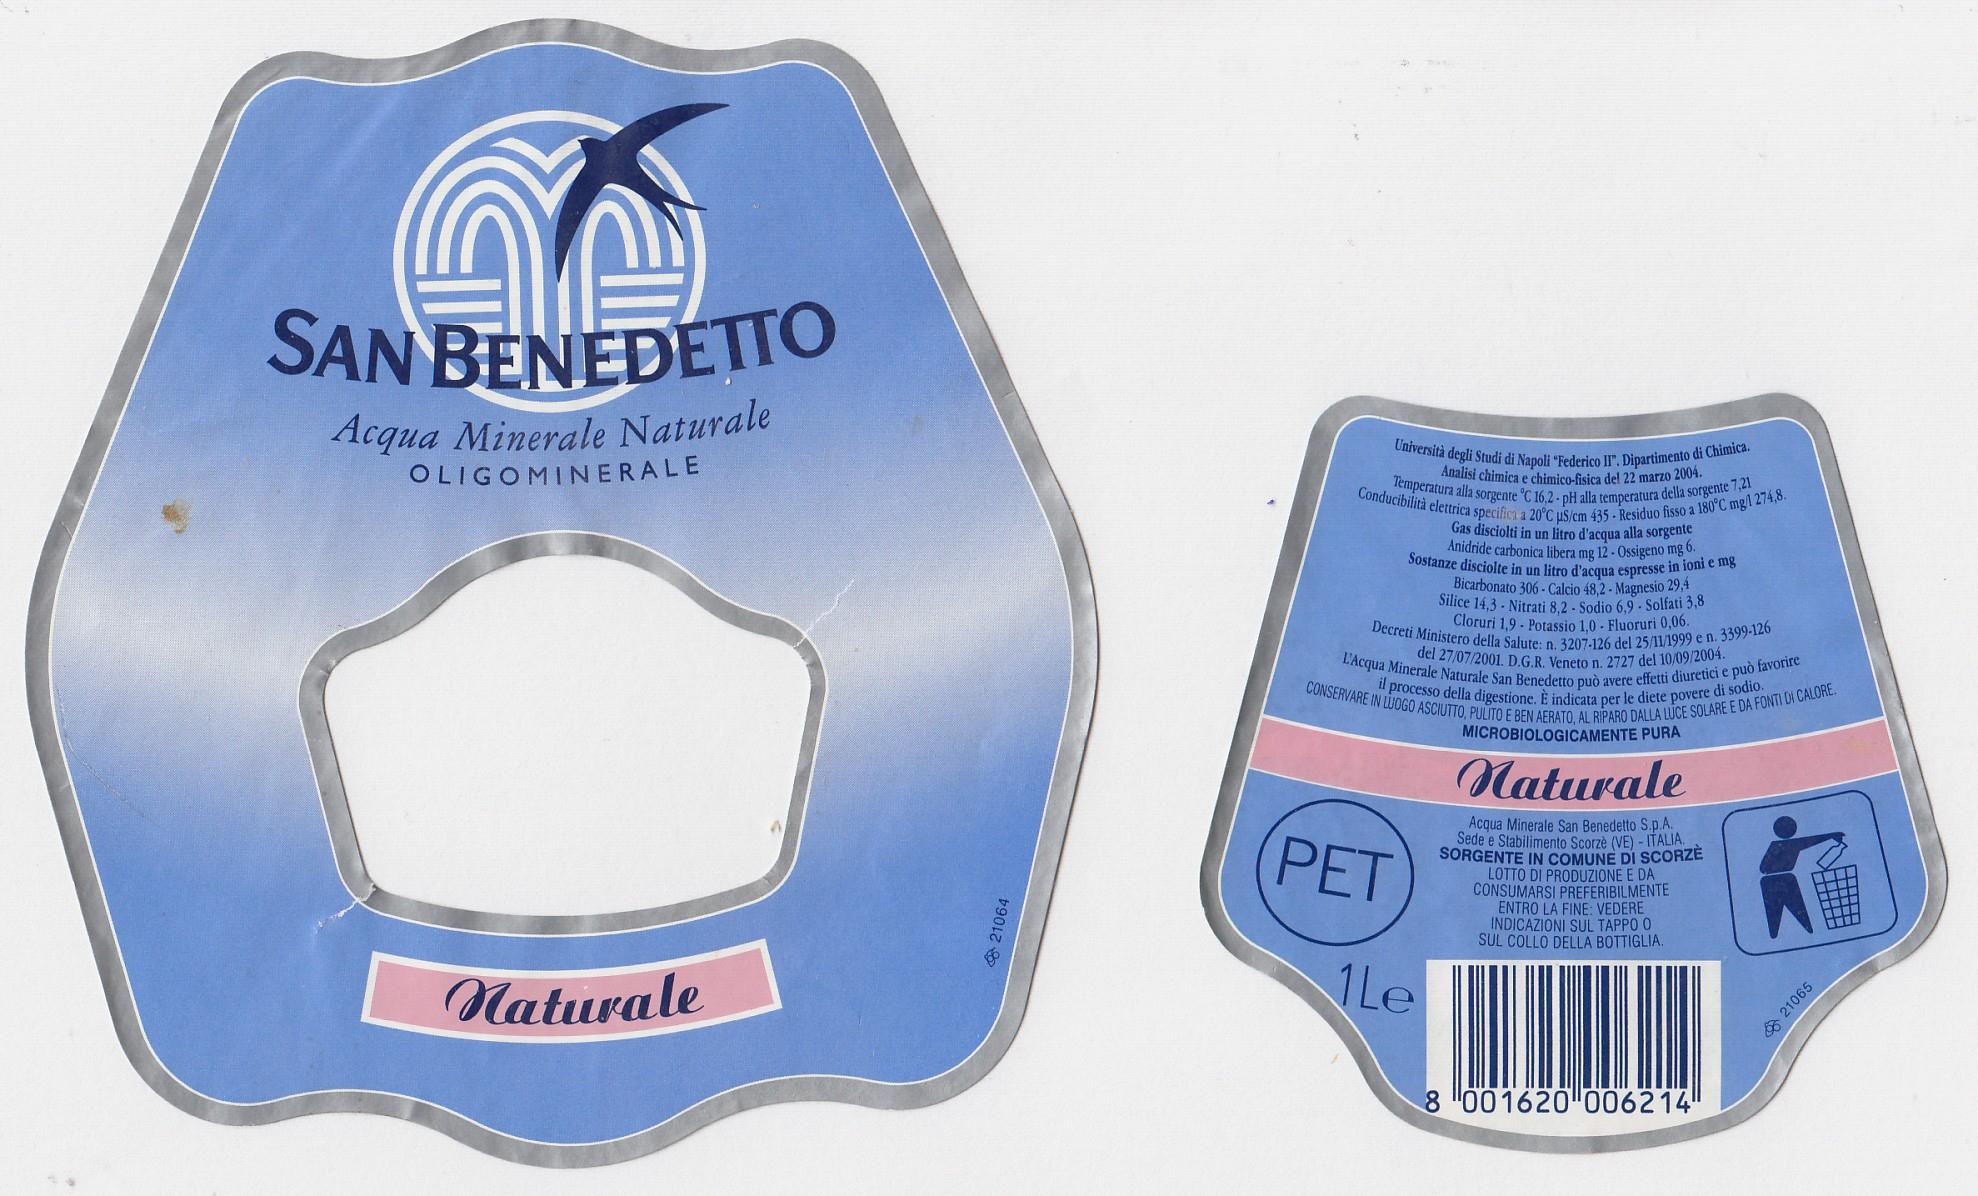 SAN BENEDETTO
Acqua Minerale Naturale
OLIGOMINERALE
Naturale
21064
Università degli Studi di Napoli "Federico II". Dipartimento di Chimica.
Analisi chimica e chimico-fisica del 22 marzo 2004.
Temperatura alla sorgente °C 16,2 - pH alla temperatura della sorgente 7,21
Conducibilità elettrica specifica a 20°C µS/cm 435 - Residuo fisso a 180°C mg/l 274,8.
Gas disciolti in un litro d'acqua alla sorgente
Anidride carbonica libera mg 12 - Ossigeno mg 6.
Sostanze disciolte in un litro d'acqua espresse in ioni e mg
Bicarbonato 306 - Calcio 48,2 - Magnesio 29,4
Silice 14,3 - Nitrati 8,2 - Sodio 6,9 - Solfati 3,8
Cloruri 1,9 - Potassio 1,0 - Fluoruri 0,06.
Decreti Ministero della Salute: n. 3207-126 del 25/11/1999 e n. 3399-126
del 27/07/2001. D.G.R. Veneto n. 2727 del 10/09/2004.
L'Acqua Minerale Naturale San Benedetto può avere effetti diuretici e può favorire
il processo della digestione. È indicata per le diete povere di sodio.
CONSERVARE IN LUOGO ASCIUTTO, PULITO E BEN AERATO, AL RIPARO DALLA LUCE SOLARE E DA FONTI DI CALORE.
MICROBIOLOGICAMENTE PURA
Naturale
PET
Acqua Minerale San Benedetto S.p.A.
Sede e Stabilimento Scorzè (VE) - ITALIA.
SORGENTE IN COMUNE DI SCORZÈ
LOTTO DI PRODUZIONE E DA
CONSUMARSI PREFERIBILMENTE
ENTRO LA FINE: VEDERE
INDICAZIONI SUL TAPPO O
SUL COLLO DELLA BOTTIGLIA.
1L e
8 001620 006214
21065